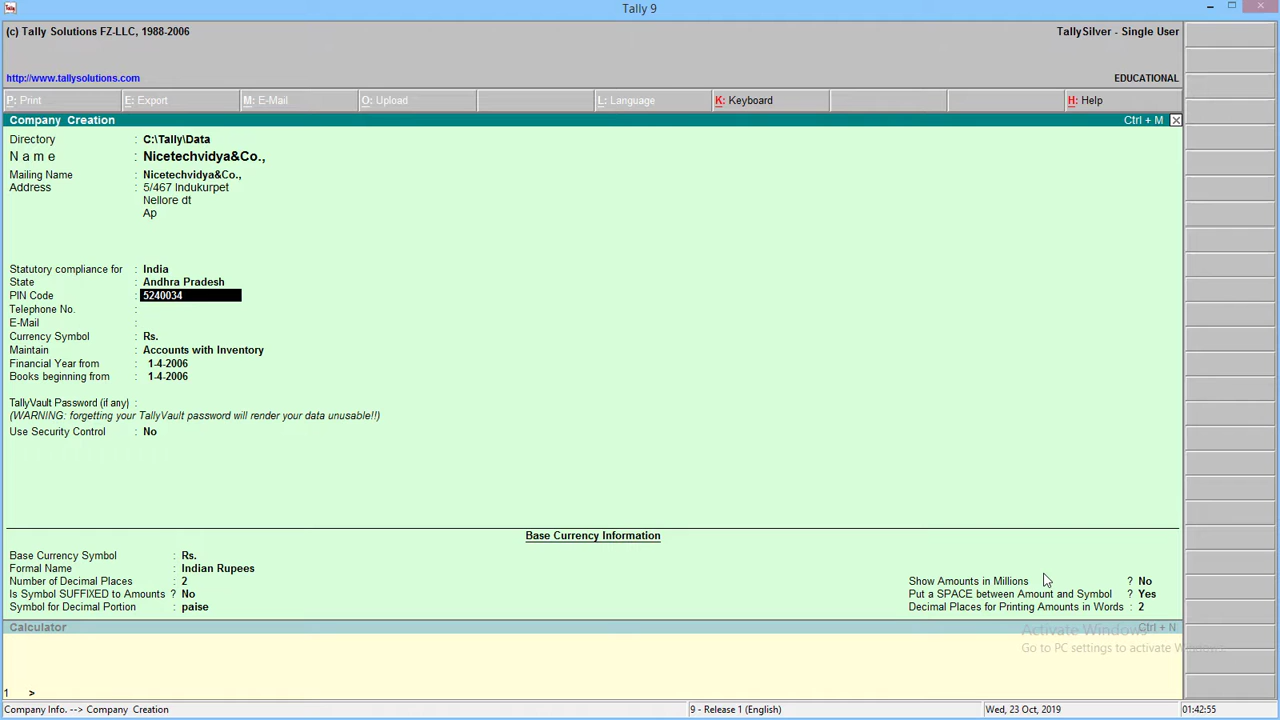 Tally
Tally 9
(c) Tally Solutions FZ-LLC, 1988-2006
TallySilver - Single User
http://www.tallysolutions.com
EDUCATIONAL
P: Print E: Export M: E-Mail O: Upload L: Language K: Keyboard H: Help
Company Creation Ctrl + M
Directory : C:\Tally\Data
Name : Nicetechvidya&Co.,
Mailing Name : Nicetechvidya&Co.,
Address : 5/467 Indukurpet
Nellore dt
Ap
Statutory compliance for : India
State : Andhra Pradesh
PIN Code : 5240034
Telephone No. :
E-Mail :
Currency Symbol : Rs.
Maintain : Accounts with Inventory
Financial Year from : 1-4-2006
Books beginning from : 1-4-2006
TallyVault Password (if any) :
(WARNING: forgetting your TallyVault password will render your data unusable!!)
Use Security Control : No
Base Currency Information
Base Currency Symbol : Rs.
Formal Name : Indian Rupees
Number of Decimal Places : 2 Show Amounts in Millions ? No
Is Symbol SUFFIXED to Amounts ? No Put a SPACE between Amount and Symbol ? Yes
Symbol for Decimal Portion : paise Decimal Places for Printing Amounts in Words : 2
Calculator Ctrl + N
Activate Windows
Go to PC settings to activate Windows.
1 >
Company Info. --> Company Creation 9 - Release 1 (English) Wed, 23 Oct, 2019 01:42:55